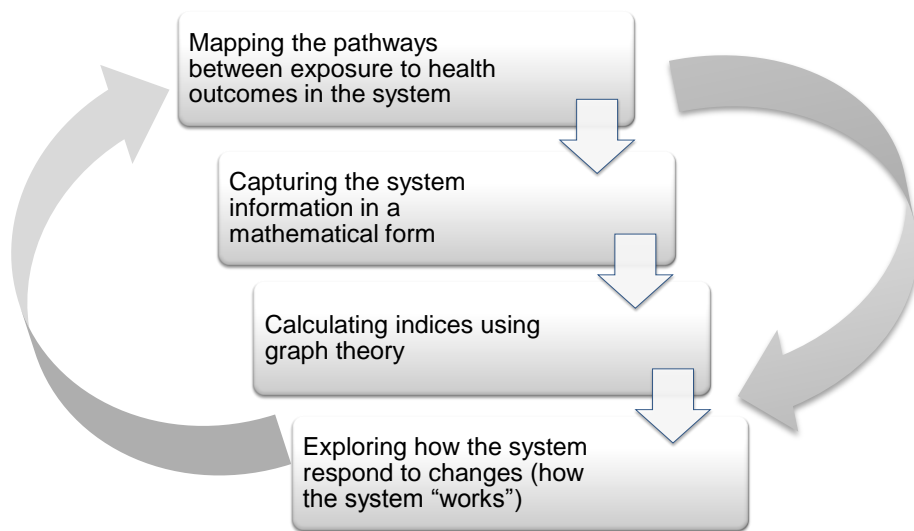 Mapping the pathways
between exposure to health
outcomes in the system
Capturing the system
information in a
mathematical form
Calculating indices using
graph theory
Exploring how the system
respond to changes (how
the system “works”)